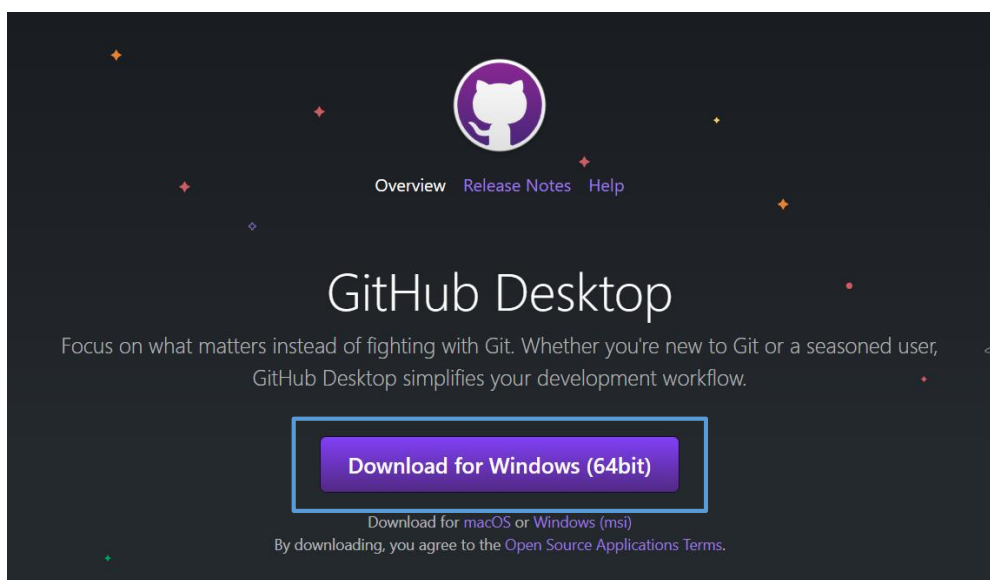 Overview Release Notes Help
GitHub Desktop
Focus on what matters instead of fighting with Git. Whether you're new to Git or a seasoned user,
GitHub Desktop simplifies your development workflow.
Download for Windows (64bit)
Download for macOS or Windows (msi)
By downloading, you agree to the Open Source Applications Terms.